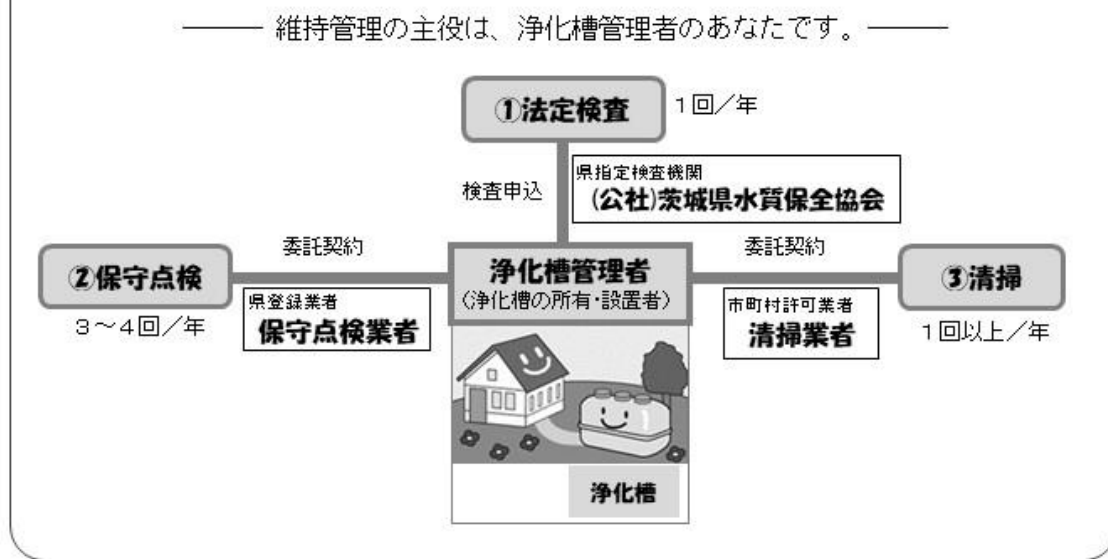 維持管理の主役は、浄化槽管理者のあなたです。
①法定検査
1回／年
検査申込
県指定検査機関
(公社)茨城県水質保全協会
②保守点検
3～4回／年
委託契約
県登録業者
保守点検業者
浄化槽管理者
(浄化槽の所有・設置者)
委託契約
市町村許可業者
清掃業者
③清掃
1回以上／年
浄化槽